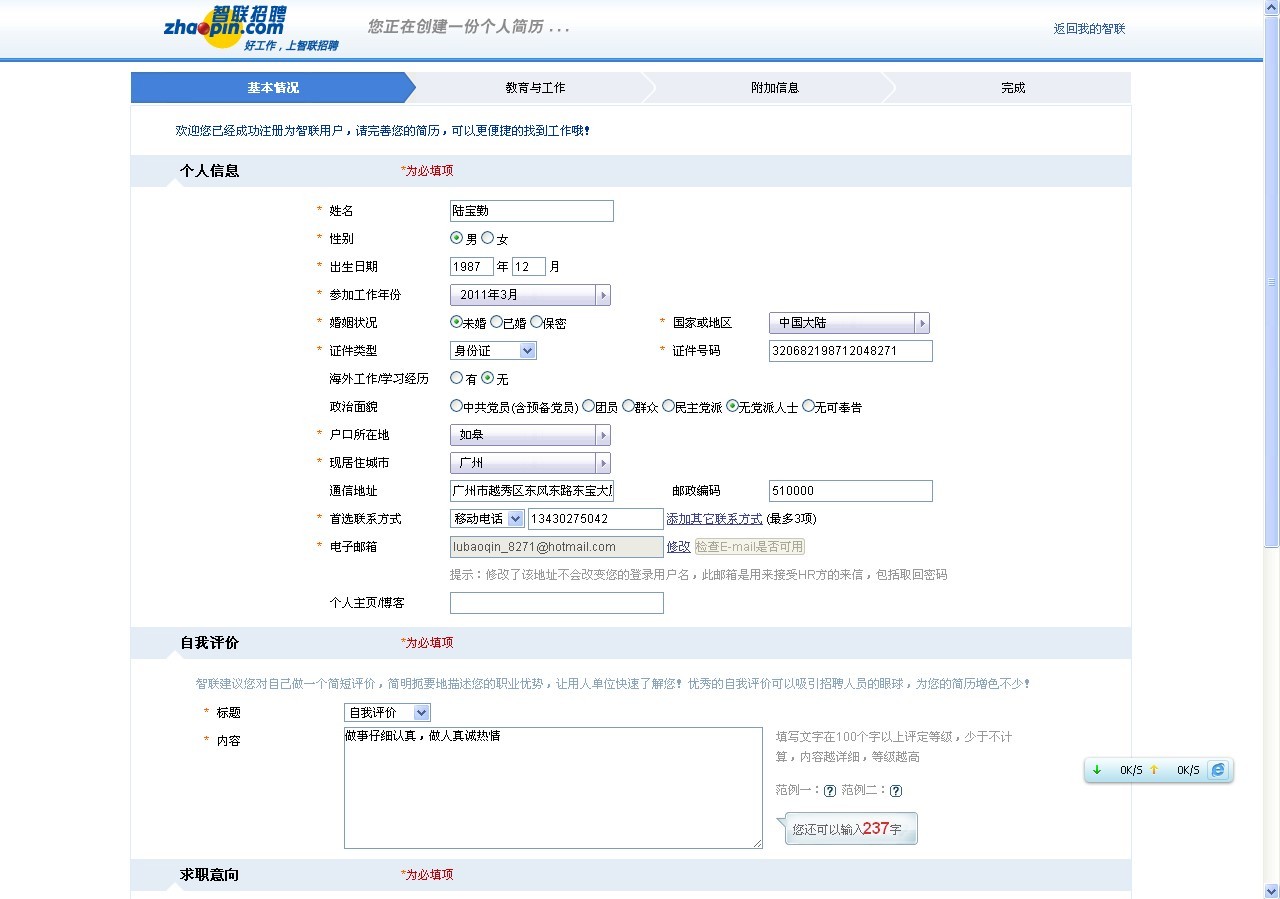 智联招聘
zhaopin.com
好工作，上智联招聘
您正在创建一份个人简历 . . .
返回我的智联
基本情况 教育与工作 附加信息 完成
欢迎您已经成功注册为智联用户，请完善您的简历，可以更便捷的找到工作哦！
个人信息 *为必填项
* 姓名 陆宝勤
* 性别 男 女
* 出生日期 1987 年 12 月
* 参加工作年份 2011年3月
* 婚姻状况 未婚 已婚 保密 * 国家或地区 中国大陆
* 证件类型 身份证 * 证件号码 320682198712048271
海外工作/学习经历 有 无
政治面貌 中共党员(含预备党员) 团员 群众 民主党派 无党派人士 无可奉告
* 户口所在地 如皋
* 现居住城市 广州
通信地址 广州市越秀区东风东路东宝大 邮政编码 510000
* 首选联系方式 移动电话 13430275042 添加其它联系方式 (最多3项)
* 电子邮箱 lubaoqin_8271@hotmail.com 修改 检查E-mail是否可用
提示：修改了该地址不会改变您的登录用户名，此邮箱是用来接受HR方的来信，包括取回密码
个人主页/博客
自我评价 *为必填项
智联建议您对自己做一个简短评价，简明扼要地描述您的职业优势，让用人单位快速了解您！优秀的自我评价可以吸引招聘人员的眼球，为您的简历增色不少！
* 标题 自我评价
* 内容 做事仔细认真，做人真诚热情
填写文字在100个字以上评定等级，少于不计
算，内容越详细，等级越高
范例一：? 范例二：?
您还可以输入237字
0K/S 0K/S
求职意向 *为必填项